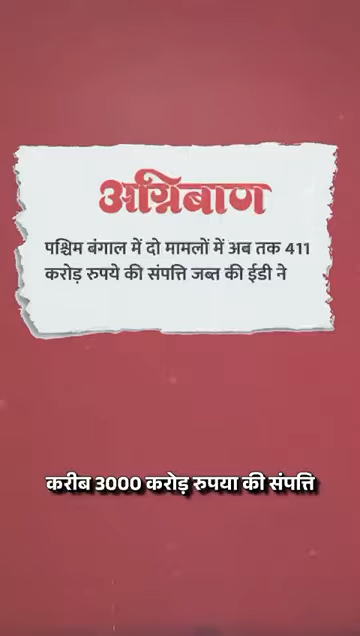 अग्निबाण
पश्चिम बंगाल में दो मामलों में अब तक 411
करोड़ रुपये की संपत्ति जब्त की ईडी ने
करीब 3000 करोड़ रुपया की संपत्ति